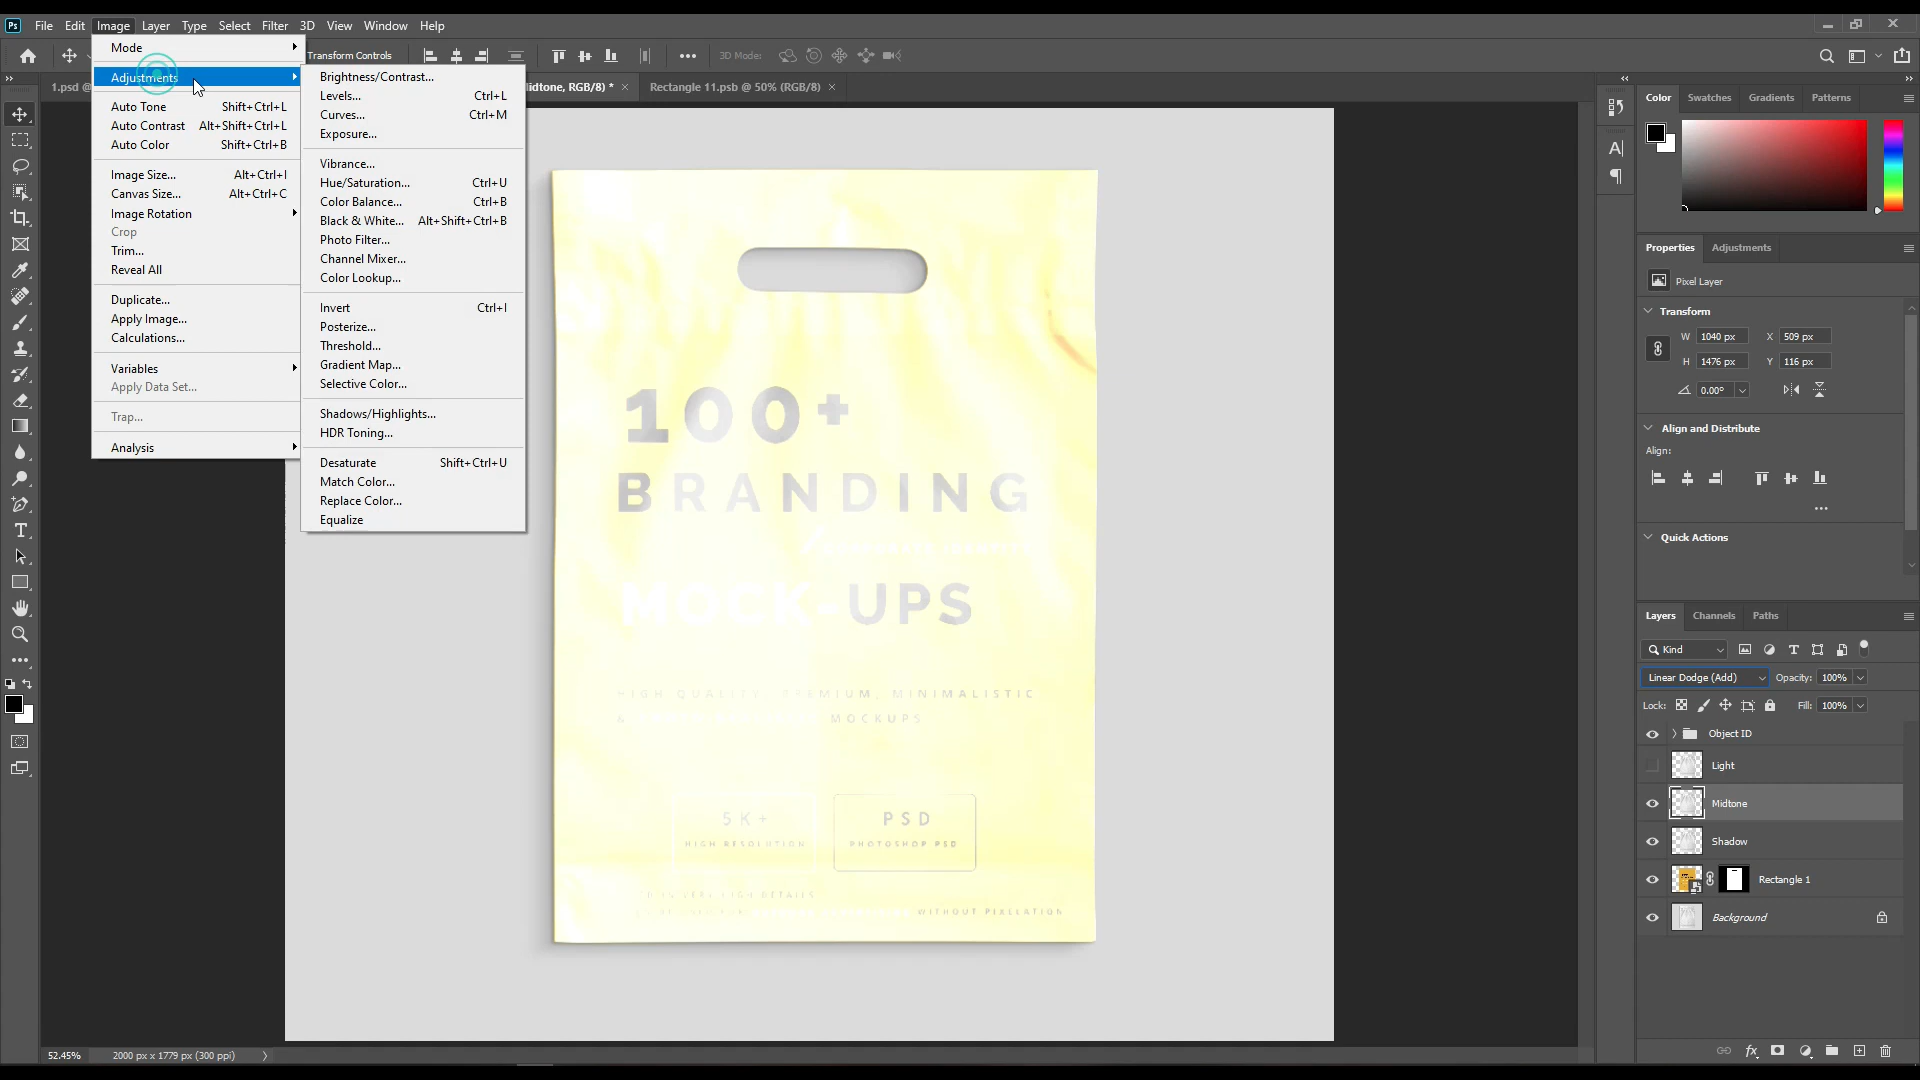 Ps File Edit Image Layer Type Select Filter 3D View Window Help
Transform Controls ••• 3D Mode:
1.psd @ idtone, RGB/8) * × Rectangle 11.psb @ 50% (RGB/8) ×
Mode
Adjustments
Auto Tone Shift+Ctrl+L
Auto Contrast Alt+Shift+Ctrl+L
Auto Color Shift+Ctrl+B
Image Size... Alt+Ctrl+I
Canvas Size... Alt+Ctrl+C
Image Rotation
Crop
Trim...
Reveal All
Duplicate...
Apply Image...
Calculations...
Variables
Apply Data Set...
Trap...
Analysis
Brightness/Contrast...
Levels... Ctrl+L
Curves... Ctrl+M
Exposure...
Vibrance...
Hue/Saturation... Ctrl+U
Color Balance... Ctrl+B
Black & White... Alt+Shift+Ctrl+B
Photo Filter...
Channel Mixer...
Color Lookup...
Invert Ctrl+I
Posterize...
Threshold...
Gradient Map...
Selective Color...
Shadows/Highlights...
HDR Toning...
Desaturate Shift+Ctrl+U
Match Color...
Replace Color...
Equalize
100+
BRANDING
MOCK-UPS
HIGH QUALITY, PREMIUM, MINIMALISTIC
& MOCKUPS
5K+
HIGH RESOLUTION
PSD
PHOTOSHOP PSD
WITHOUT PIXLLATION
Color Swatches Gradients Patterns
Properties Adjustments
Pixel Layer
Transform
W 1040 px X 509 px
H 1476 px Y 116 px
0.00°
Align and Distribute
Align:
•••
Quick Actions
Layers Channels Paths
Kind
Linear Dodge (Add) Opacity: 100%
Lock: Fill: 100%
Object ID
Light
Midtone
Shadow
Rectangle 1
Background
52.45% 2000 px x 1779 px (300 ppi)
fx